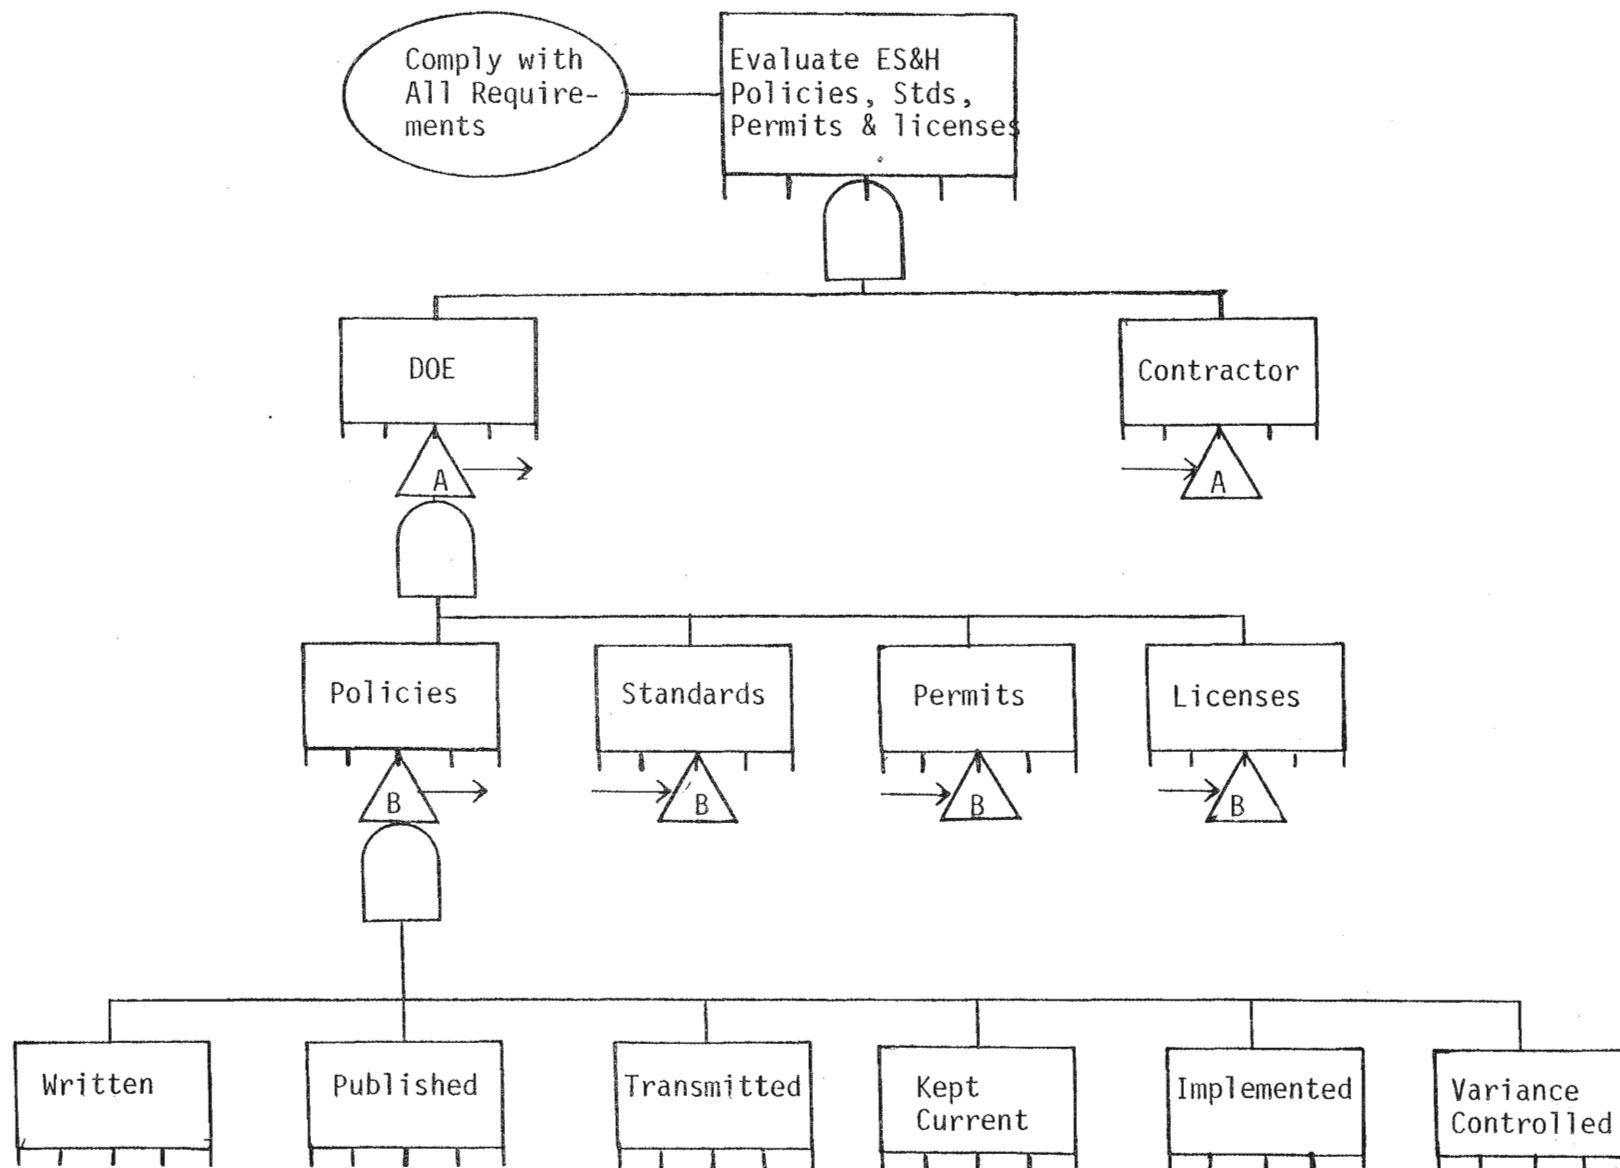 Comply with
All Require-
ments
Evaluate ES&H
Policies, Stds,
Permits & licenses
DOE
Contractor
A
A
Policies
Standards
Permits
Licenses
B
B
B
B
Written
Published
Transmitted
Kept
Current
Implemented
Variance
Controlled